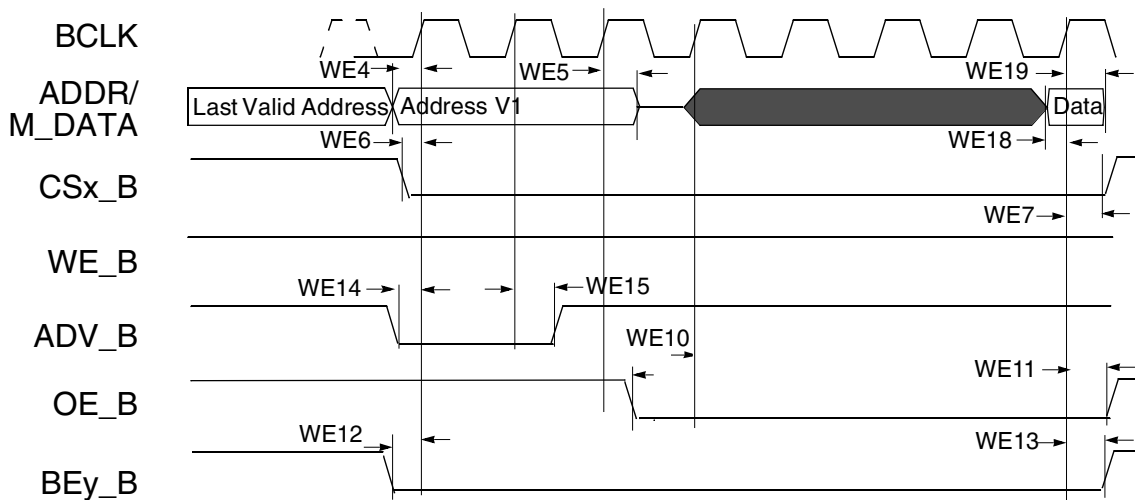 BCLK
WE4
WE5
WE19
ADDR/
M_DATA
Last Valid Address
Address V1
Data
WE6
WE18
CSx_B
WE7
WE_B
WE14
WE15
ADV_B
WE10
WE11
OE_B
WE12
WE13
BEy_B